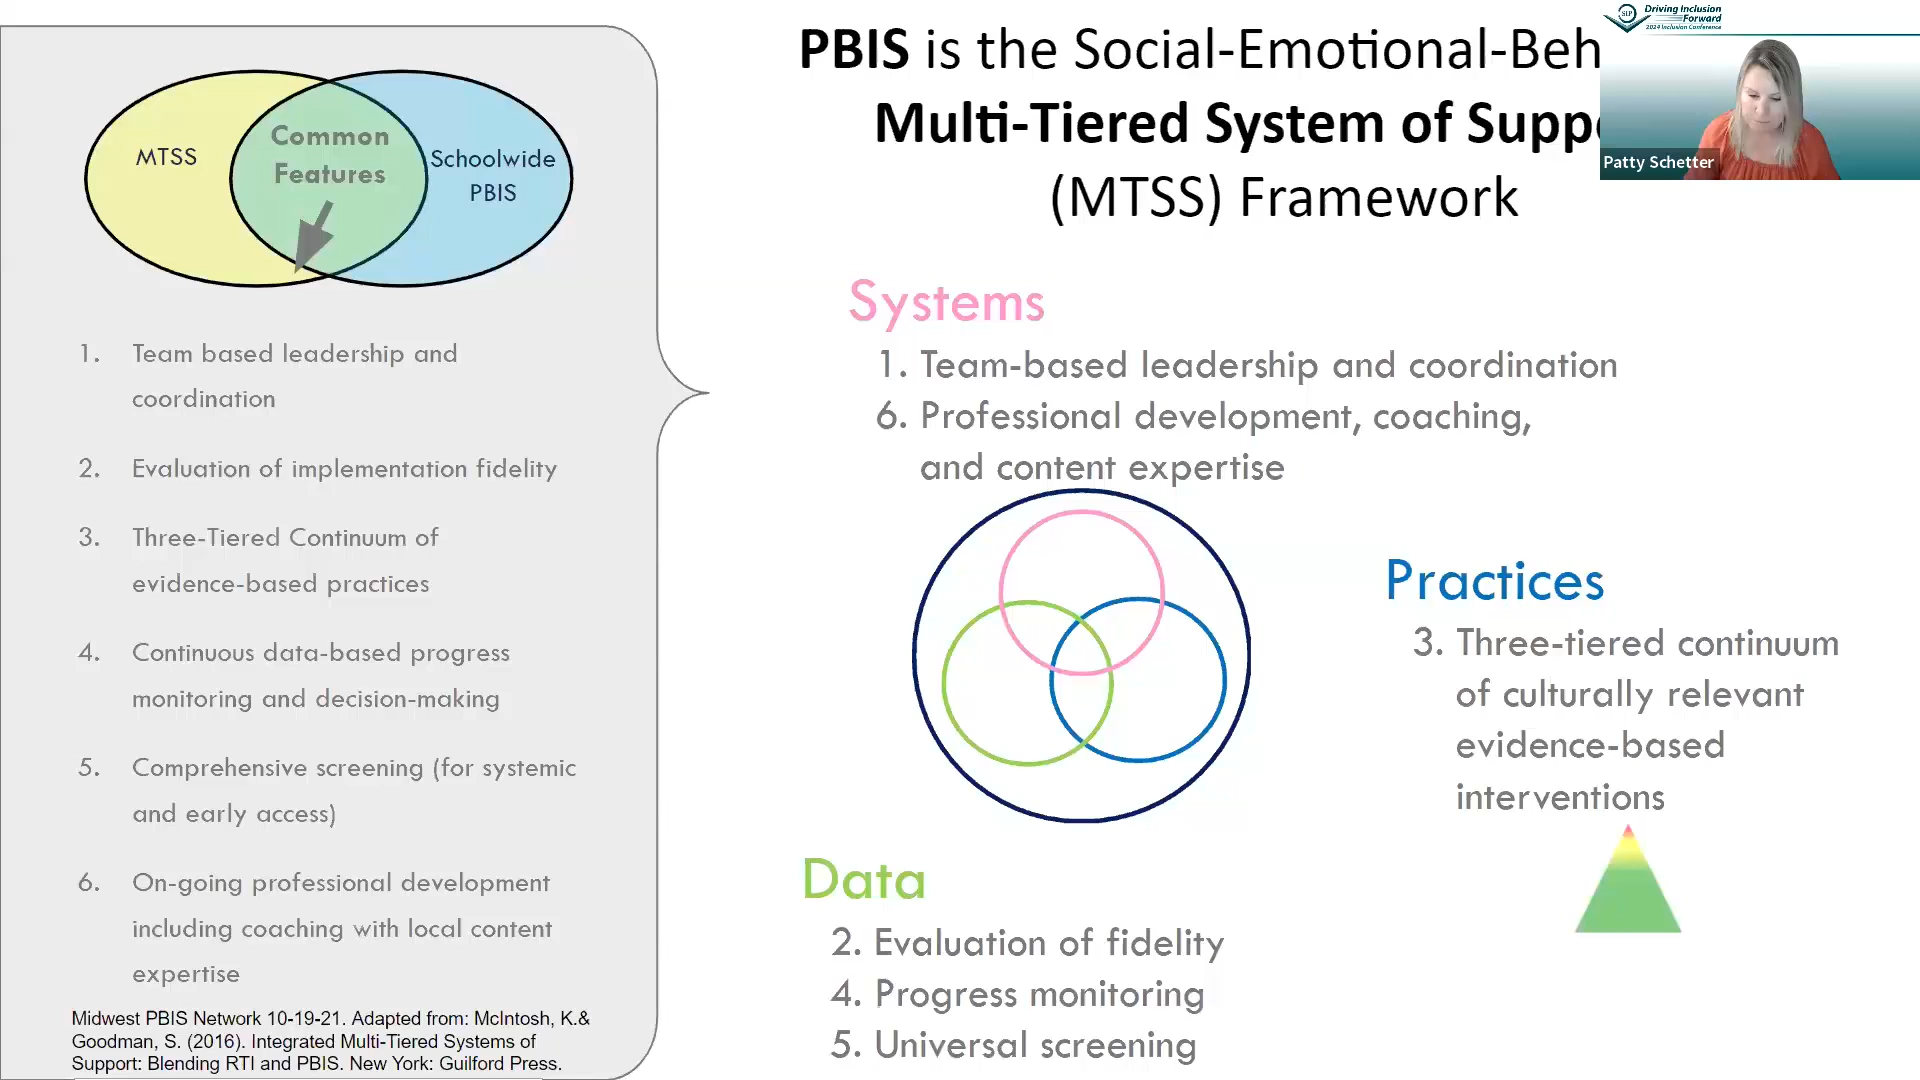 PBIS is the Social-Emotional-Beh
Multi-Tiered System of Suppo
(MTSS) Framework
SIP
Driving Inclusion
Forward
2024 Inclusion Conference
Patty Schetter
MTSS
Common
Features
Schoolwide
PBIS
1. Team based leadership and
coordination
2. Evaluation of implementation fidelity
3. Three-Tiered Continuum of
evidence-based practices
4. Continuous data-based progress
monitoring and decision-making
5. Comprehensive screening (for systemic
and early access)
6. On-going professional development
including coaching with local content
expertise
Midwest PBIS Network 10-19-21. Adapted from: McIntosh, K.&
Goodman, S. (2016). Integrated Multi-Tiered Systems of
Support: Blending RTI and PBIS. New York: Guilford Press.
Systems
1. Team-based leadership and coordination
6. Professional development, coaching,
and content expertise
Practices
3. Three-tiered continuum
of culturally relevant
evidence-based
interventions
Data
2. Evaluation of fidelity
4. Progress monitoring
5. Universal screening